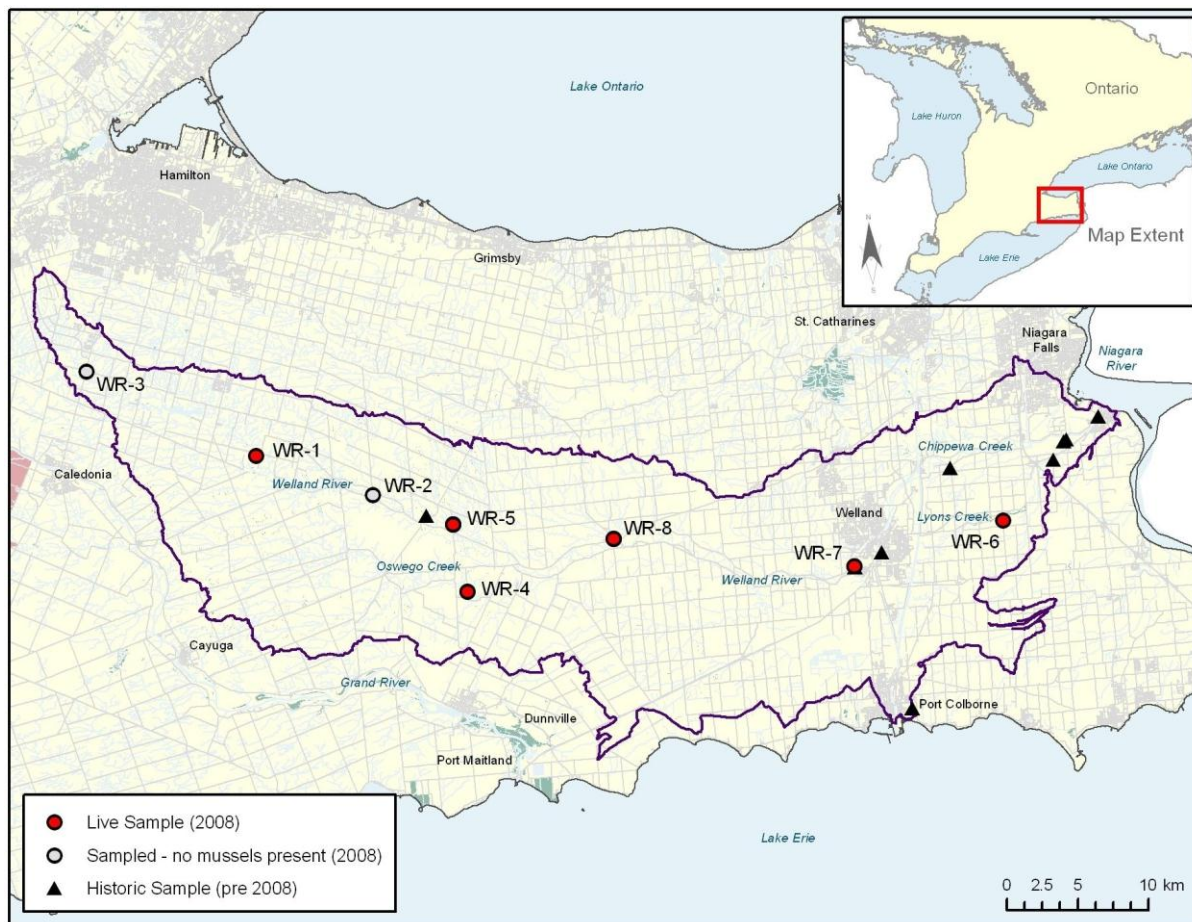 Lake Ontario
Hamilton
Grimsby
St. Catharines
Niagara
Falls
Niagara
River
WR-3
Caledonia
WR-1
Welland River
WR-2
WR-5
Oswego Creek
WR-4
WR-8
Chippewa Creek
Welland
Lyons Creek
WR-6
WR-7
Welland River
Cayuga
Grand River
Dunnville
Port Maitland
Port Colborne
Lake Erie
Ontario
Lake Huron
Lake Ontario
Map Extent
Lake Erie
N
S
Live Sample (2008)
Sampled - no mussels present (2008)
Historic Sample (pre 2008)
0 2.5 5 10 km